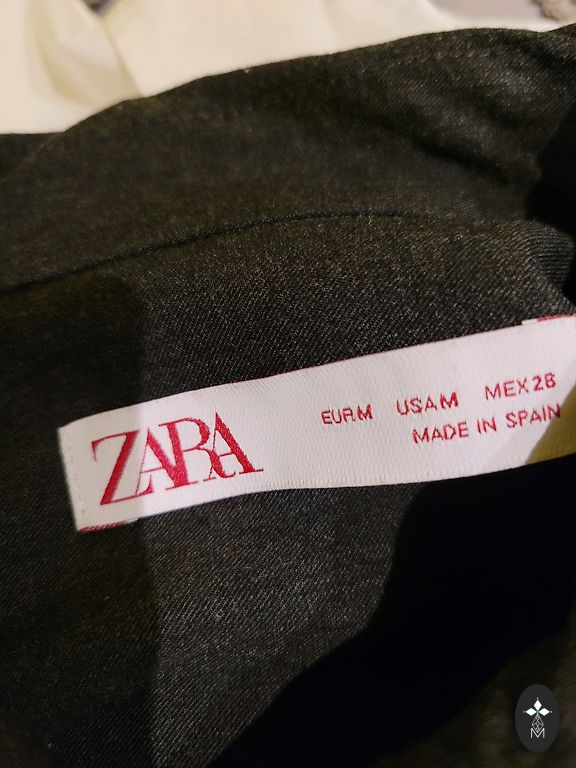 ZARA
EUR M USA M MEX 28
MADE IN SPAIN
M